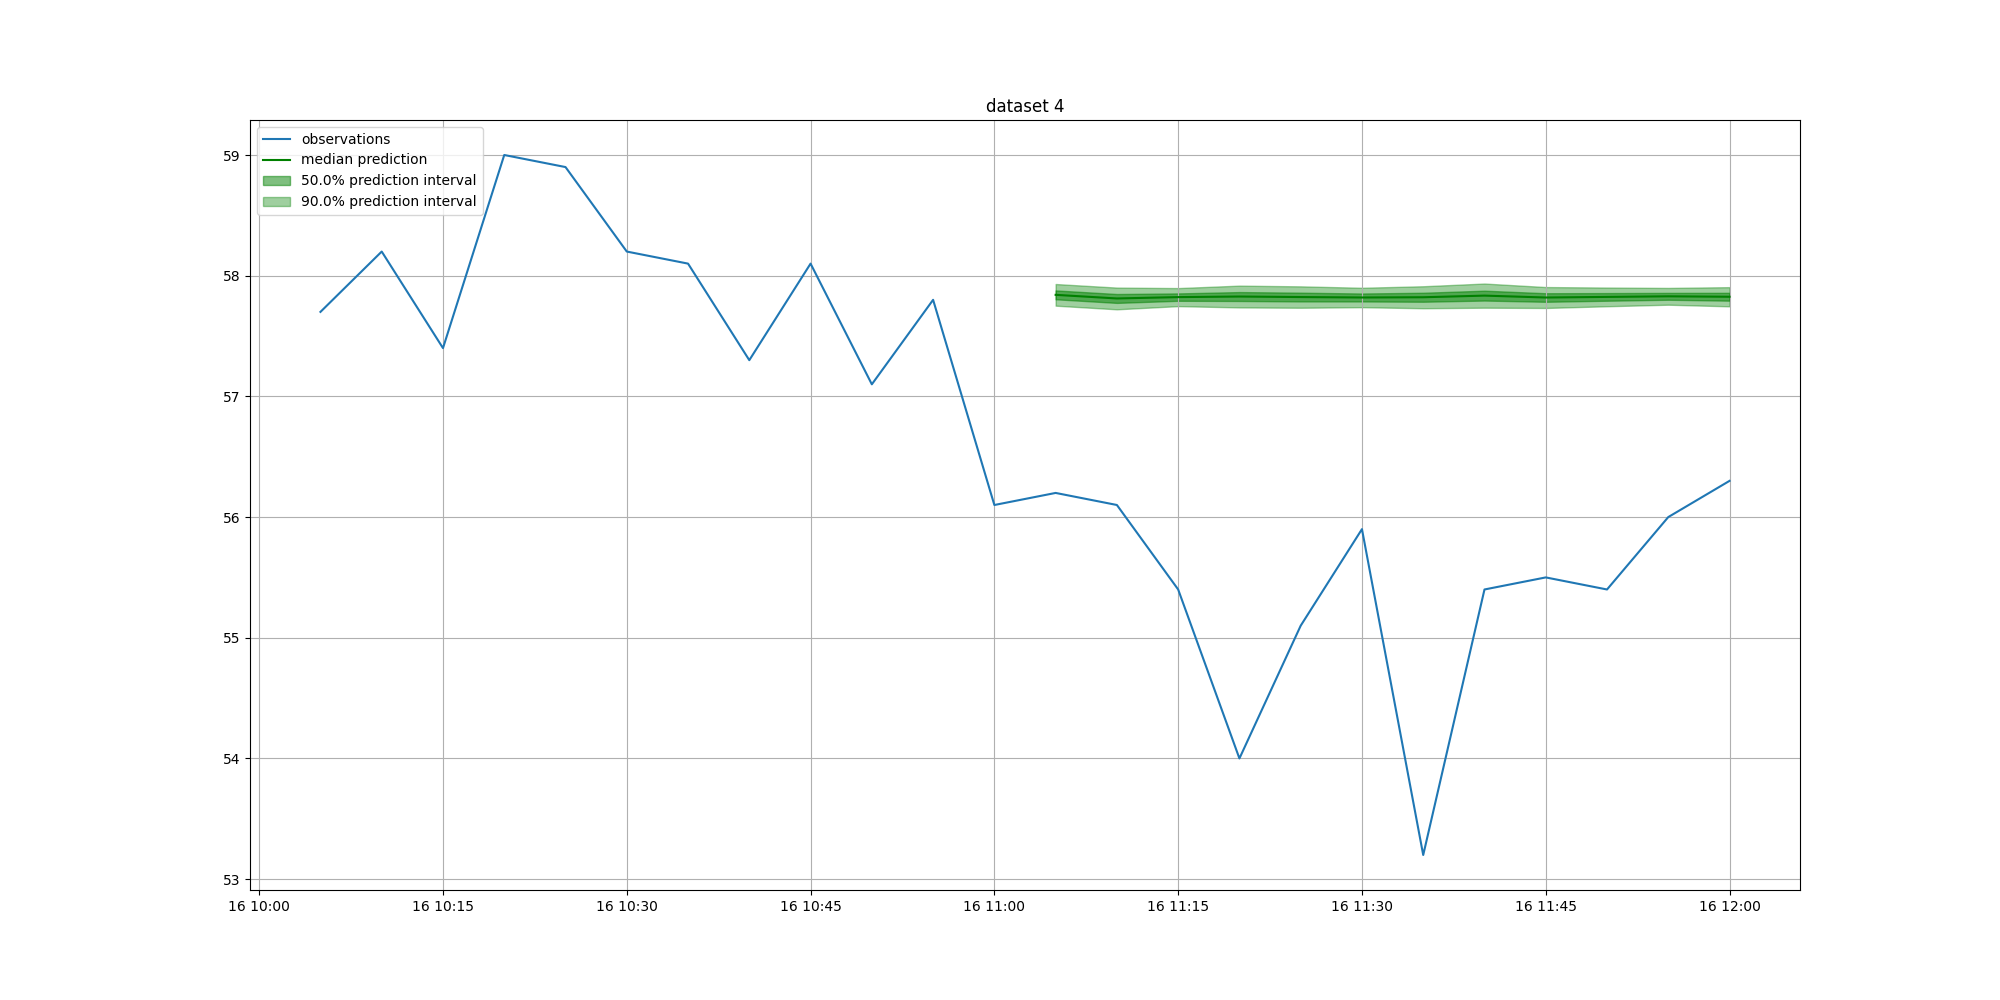 dataset 4
observations
median prediction
50.0% prediction interval
90.0% prediction interval
59
58
57
56
55
54
53
16 10:00 16 10:15 16 10:30 16 10:45 16 11:00 16 11:15 16 11:30 16 11:45 16 12:00